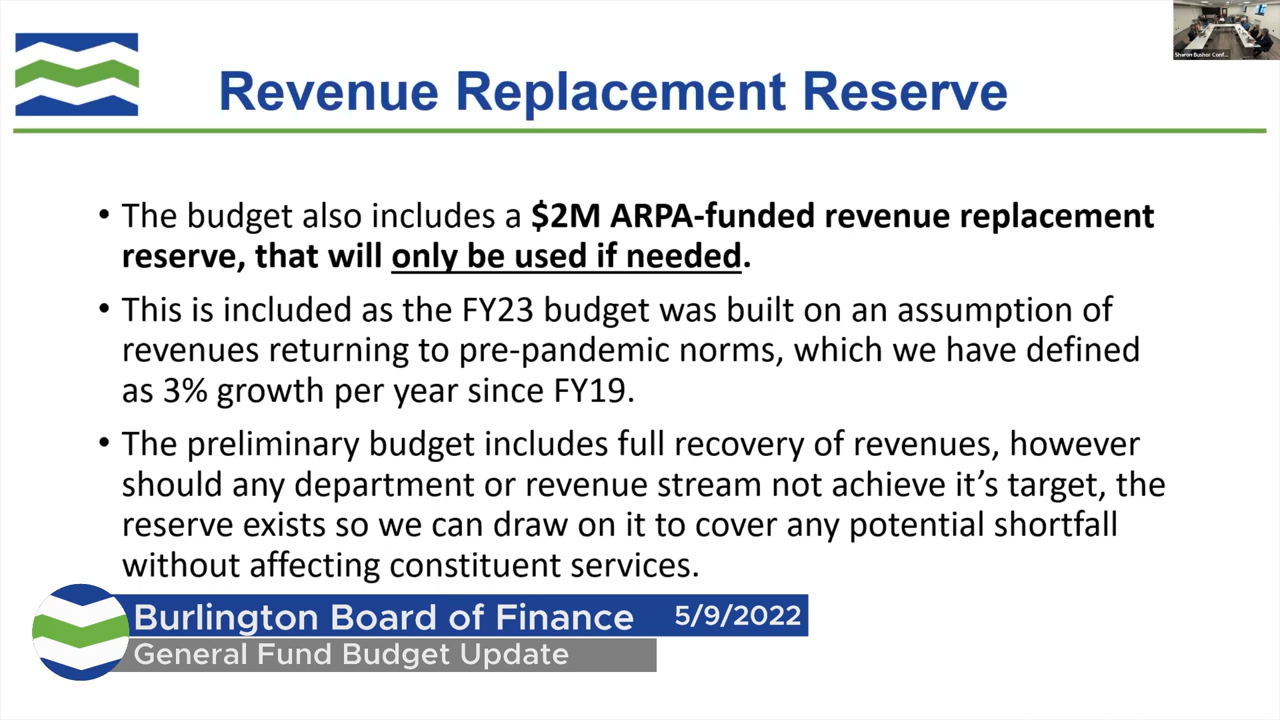 Sharon Bushor Conf...
Revenue Replacement Reserve
• The budget also includes a $2M ARPA-funded revenue replacement
reserve, that will only be used if needed.
• This is included as the FY23 budget was built on an assumption of
revenues returning to pre-pandemic norms, which we have defined
as 3% growth per year since FY19.
• The preliminary budget includes full recovery of revenues, however
should any department or revenue stream not achieve it’s target, the
reserve exists so we can draw on it to cover any potential shortfall
without affecting constituent services.
Burlington Board of Finance 5/9/2022
General Fund Budget Update